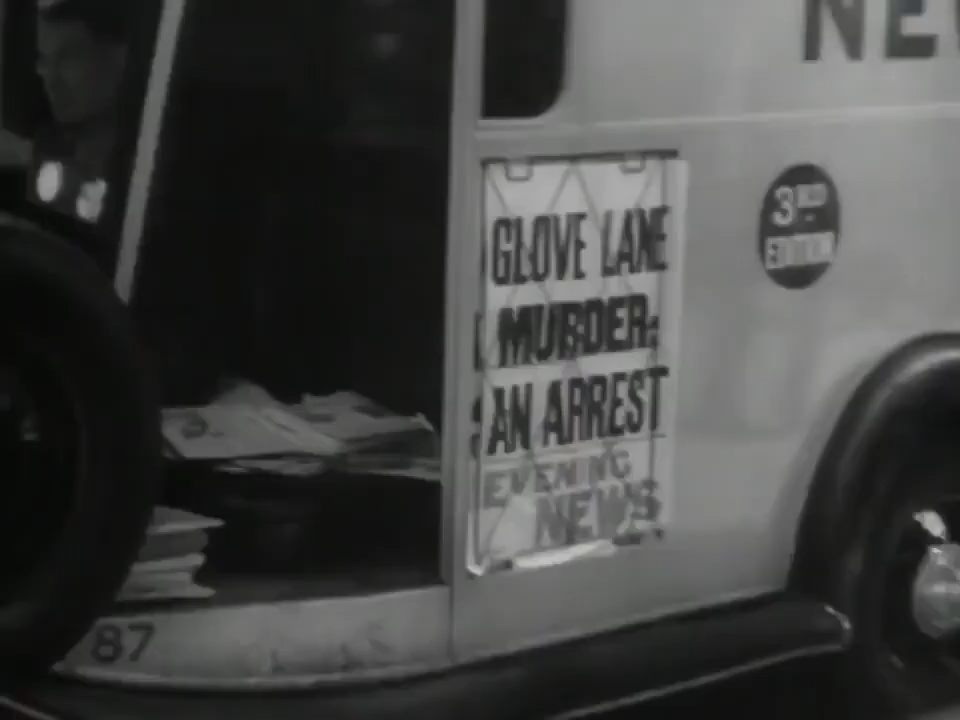 NE
3RD
EDITION
GLOVE LANE
MURDER:
AN ARREST
EVENING
NEWS
87